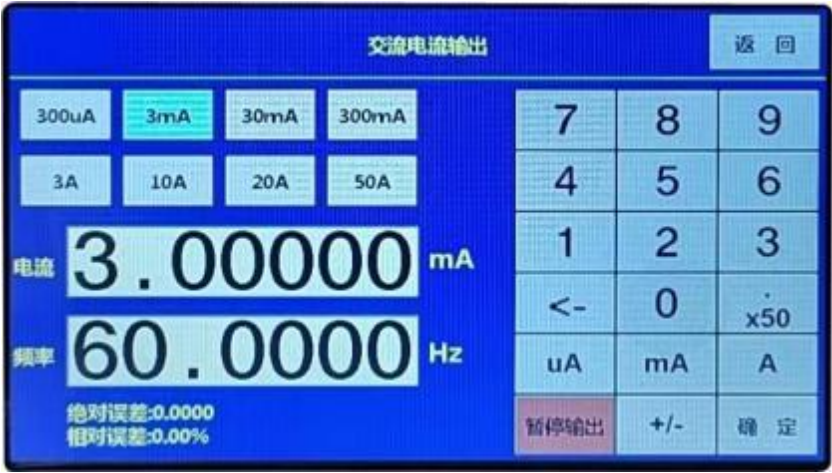 交流电流输出
返 回
300uA 3mA 30mA 300mA
3A 10A 20A 50A
电流 3.00000 mA
频率 60.0000 Hz
绝对误差:0.0000
相对误差:0.00%
7 8 9
4 5 6
1 2 3
<- 0 .
x50
uA mA A
暂停输出 +/- 确 定